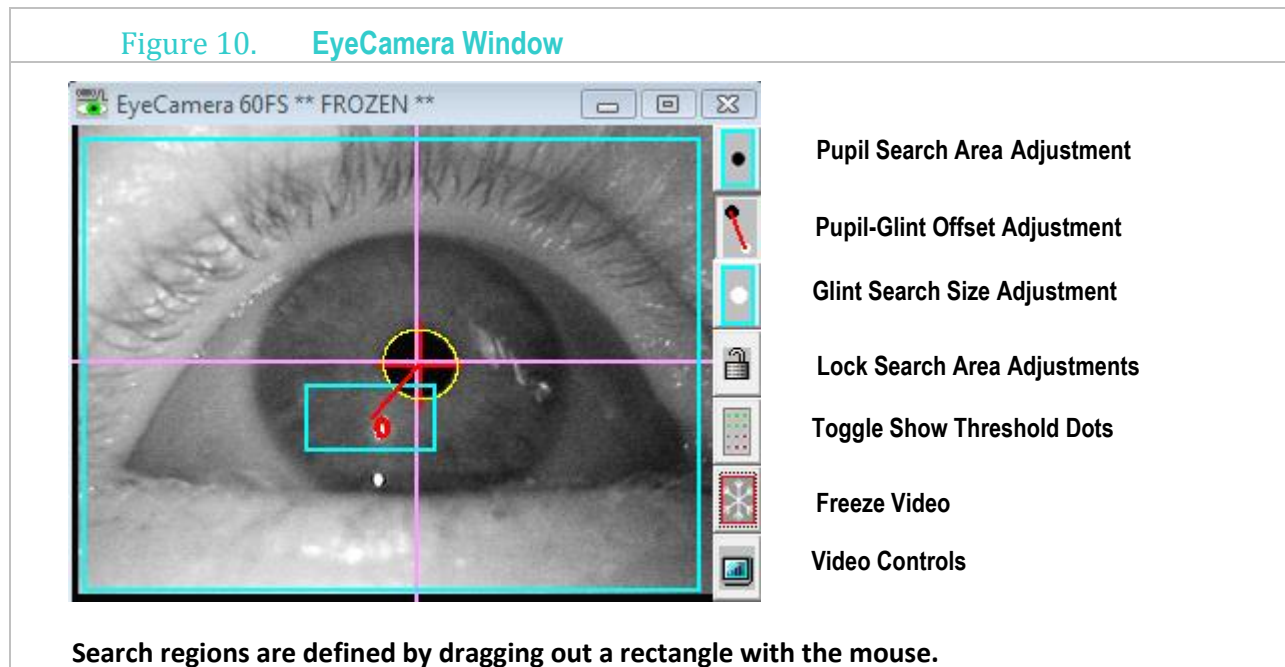 Figure 10. EyeCamera Window
EyeCamera 60FS ** FROZEN **
Pupil Search Area Adjustment
Pupil-Glint Offset Adjustment
Glint Search Size Adjustment
Lock Search Area Adjustments
Toggle Show Threshold Dots
Freeze Video
Video Controls
Search regions are defined by dragging out a rectangle with the mouse.